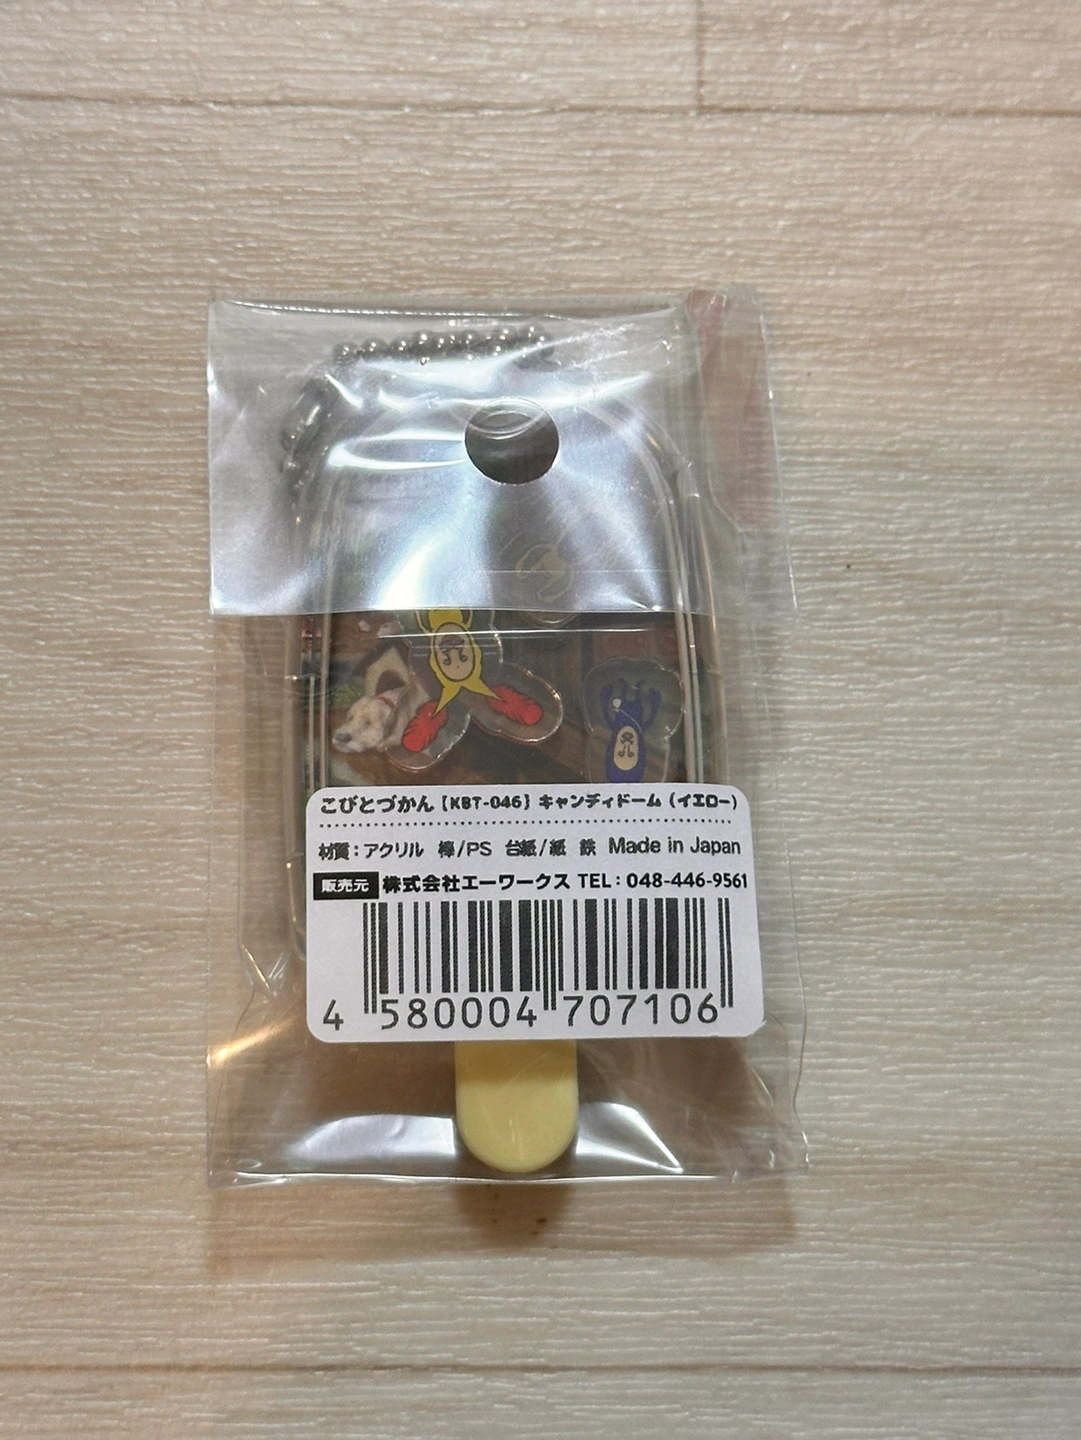 こびとづかん【KBT-046】キャンディドーム（イエロー）
材質：アクリル 棒/PS 台紙/紙 鉄 Made in Japan
販売元 株式会社エーワークス TEL：048-446-9561
4 580004 707106